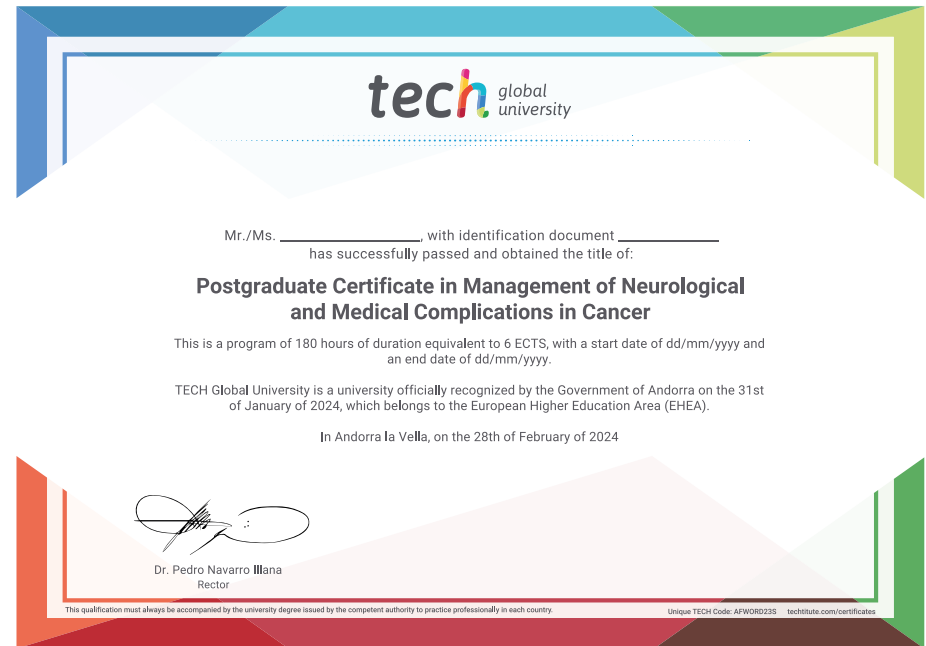 tech global
university
Mr./Ms. ____________, with identification document ____________
has successfully passed and obtained the title of:
Postgraduate Certificate in Management of Neurological
and Medical Complications in Cancer
This is a program of 180 hours of duration equivalent to 6 ECTS, with a start date of dd/mm/yyyy and
an end date of dd/mm/yyyy.
TECH Global University is a university officially recognized by the Government of Andorra on the 31st
of January of 2024, which belongs to the European Higher Education Area (EHEA).
In Andorra la Vella, on the 28th of February of 2024
Dr. Pedro Navarro Illana
Rector
This qualification must always be accompanied by the university degree issued by the competent authority to practice professionally in each country.
Unique TECH Code: AFWORD23S techtitute.com/certificates